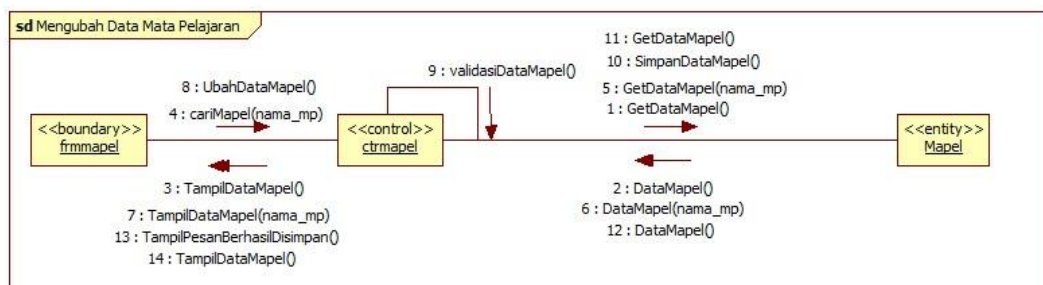 sd Mengubah Data Mata Pelajaran
11 : GetDataMapel()
10 : SimpanDataMapel()
9 : validasiDataMapel()
8 : UbahDataMapel()
5 : GetDataMapel(nama_mp)
4 : cariMapel(nama_mp)
1 : GetDataMapel()
<<boundary>>
frmmapel
<<control>>
ctrmapel
<<entity>>
Mapel
3 : TampilDataMapel()
7 : TampilDataMapel(nama_mp)
13 : TampilPesanBerhasilDisimpan()
14 : TampilDataMapel()
2 : DataMapel()
6 : DataMapel(nama_mp)
12 : DataMapel()